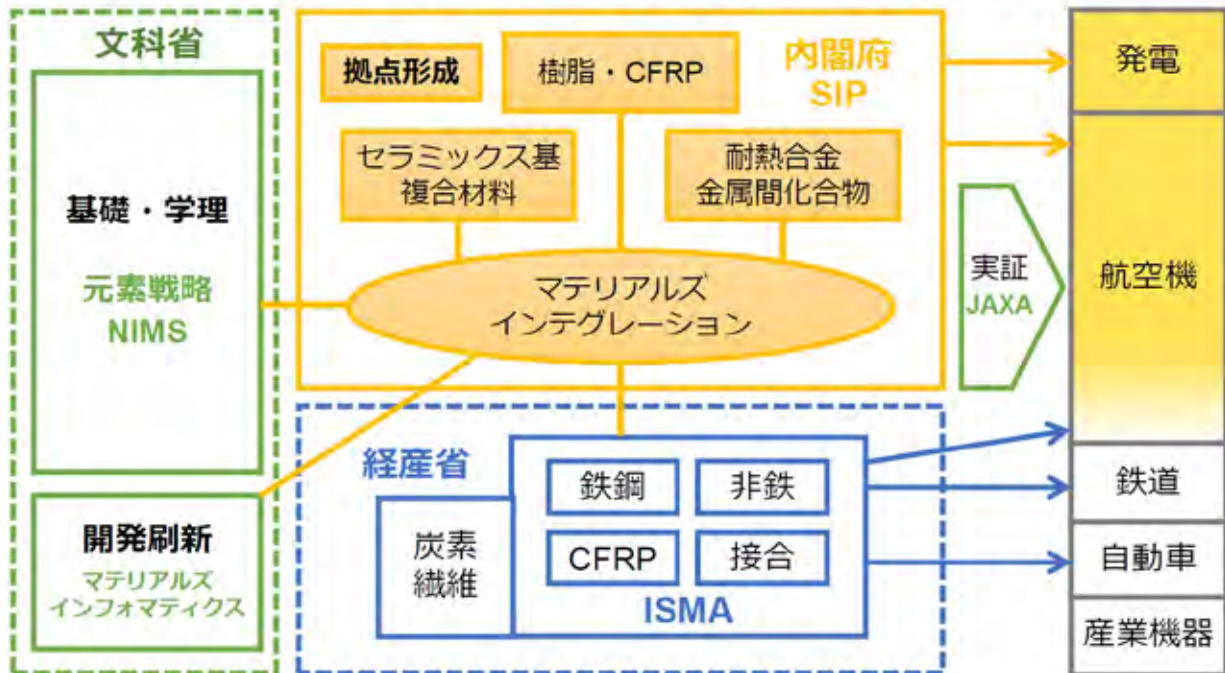 文科省
基礎・学理
元素戦略
NIMS
開発刷新
マテリアルズ
インフォマティクス
拠点形成
樹脂・CFRP
内閣府
SIP
セラミックス基
複合材料
耐熱合金
金属間化合物
マテリアルズ
インテグレーション
経産省
炭素
繊維
鉄鋼
非鉄
CFRP
接合
ISMA
実証
JAXA
発電
航空機
鉄道
自動車
産業機器